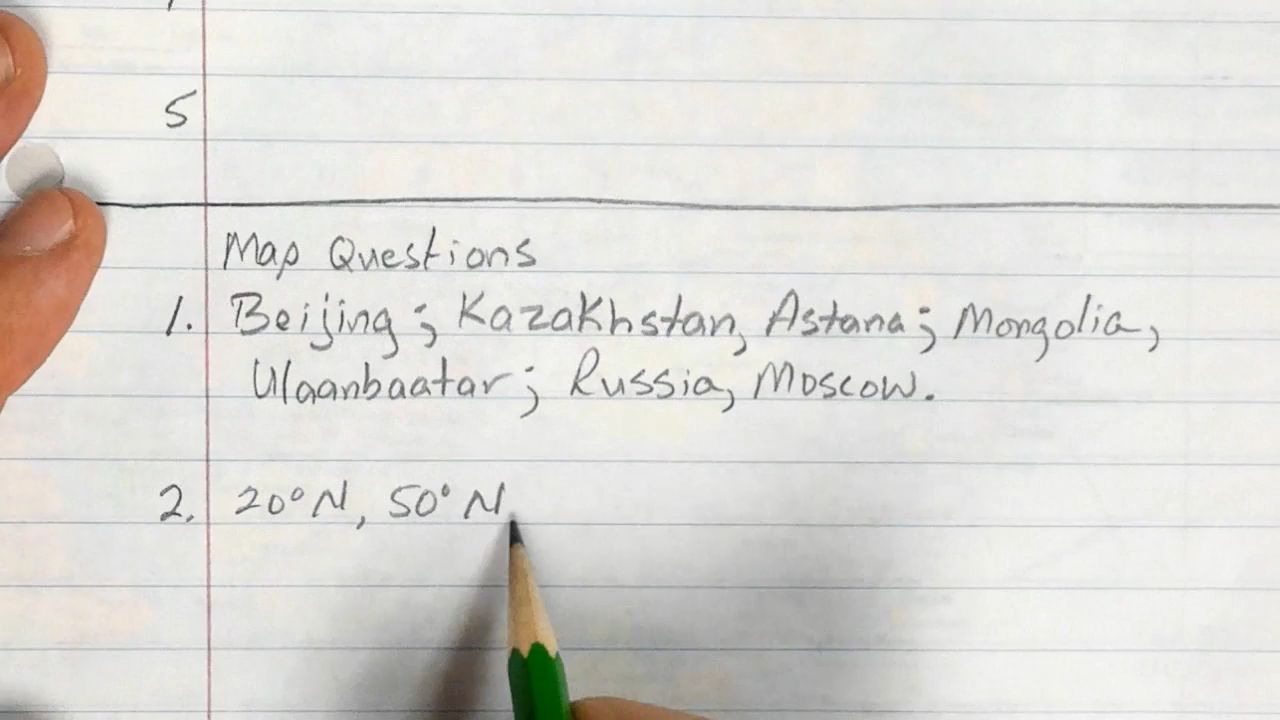 5
Map Questions
1. Beijing; Kazakhstan, Astana; Mongolia,
Ulaanbaatar; Russia, Moscow.
2. 20°N, 50°N